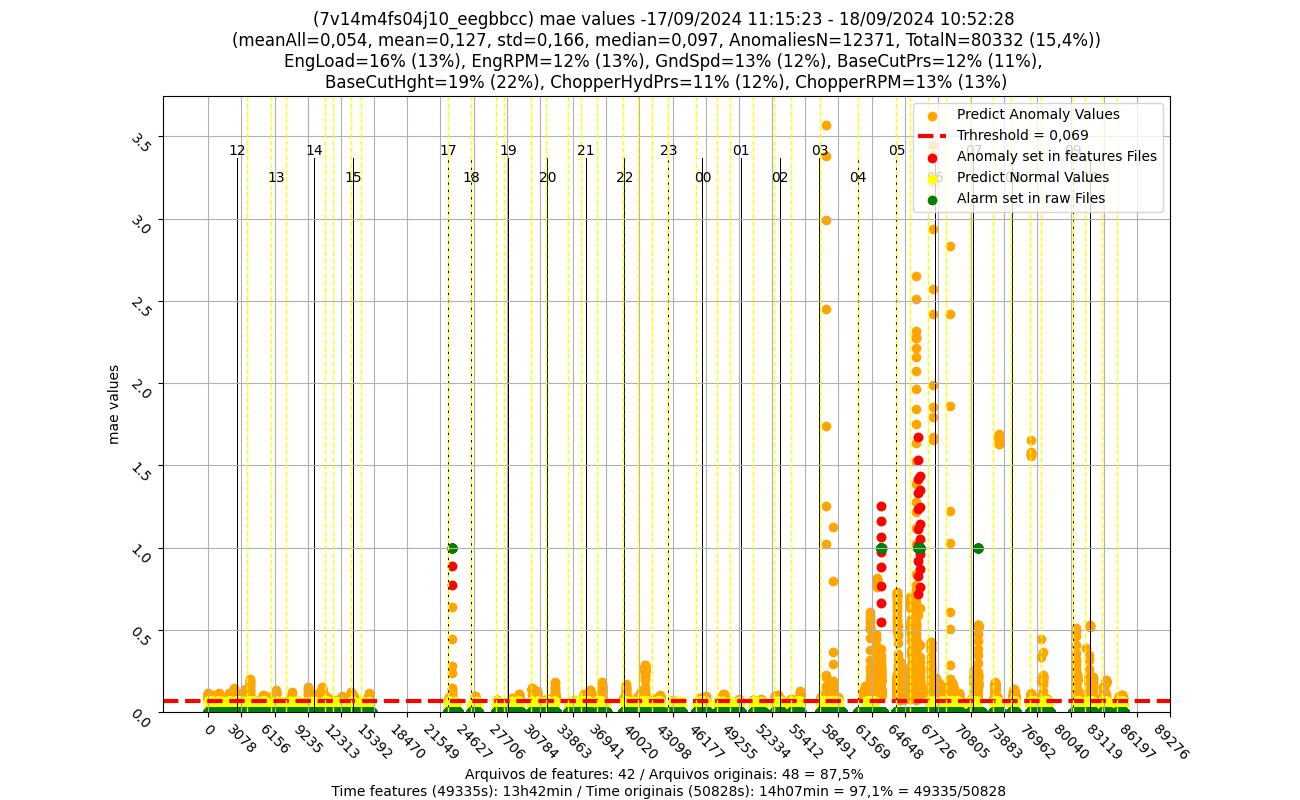 (7v14m4fs04j10_eegbbcc) mae values -17/09/2024 11:15:23 - 18/09/2024 10:52:28
(meanAll=0,054, mean=0,127, std=0,166, median=0,097, AnomaliesN=12371, TotalN=80332 (15,4%))
EngLoad=16% (13%), EngRPM=12% (13%), GndSpd=13% (12%), BaseCutPrs=12% (11%),
BaseCutHght=19% (22%), ChopperHydPrs=11% (12%), ChopperRPM=13% (13%)
Predict Anomaly Values
Trhreshold = 0,069
Anomaly set in features Files
Predict Normal Values
Alarm set in raw Files
12 14 17 19 21 23 01 03 05 07 09
13 15 18 20 22 00 02 04 06
mae values
3.5
3.0
2.5
2.0
1.5
1.0
0.5
0.0
0 3078 6156 9235 12313 15392 18470 21549 24627 27706 30784 33863 36941 40020 43098 46177 49255 52334 55412 58491 61569 64648 67726 70805 73883 76962 80040 83119 86197 89276
Arquivos de features: 42 / Arquivos originais: 48 = 87,5%
Time features (49335s): 13h42min / Time originais (50828s): 14h07min = 97,1% = 49335/50828